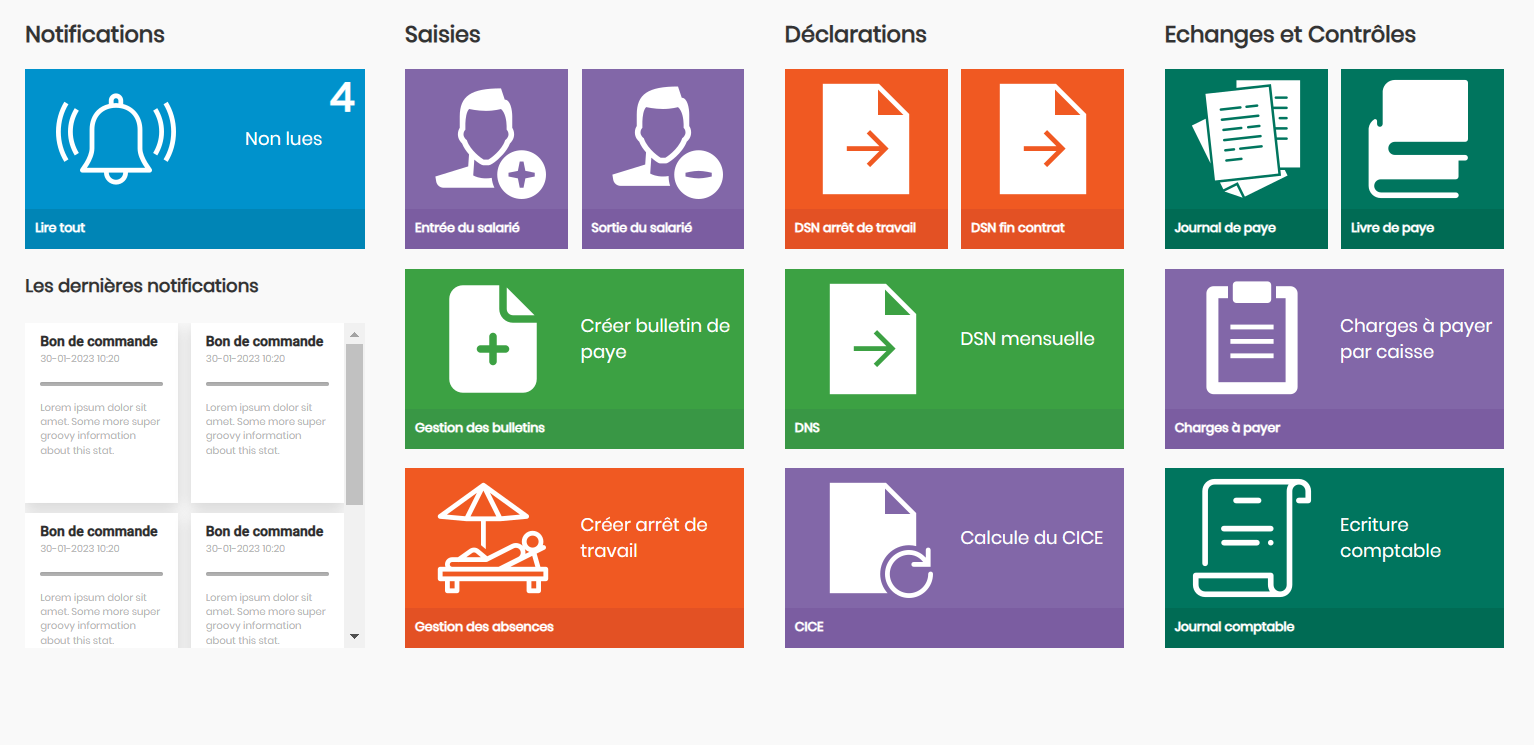 Notifications
4
Non lues
Lire tout
Les dernières notifications
Bon de commande
30-01-2023 10:20
Lorem ipsum dolor sit
amet. Some more super
groovy information
about this stat.
Bon de commande
30-01-2023 10:20
Lorem ipsum dolor sit
amet. Some more super
groovy information
about this stat.
Bon de commande
30-01-2023 10:20
Lorem ipsum dolor sit
amet. Some more super
groovy information
about this stat.
Bon de commande
30-01-2023 10:20
Lorem ipsum dolor sit
amet. Some more super
groovy information
about this stat.
Saisies
Entrée du salarié
Sortie du salarié
Créer bulletin de
paye
Gestion des bulletins
Créer arrêt de
travail
Gestion des absences
Déclarations
DSN arrêt de travail
DSN fin contrat
DSN mensuelle
DNS
Calcule du CICE
CICE
Echanges et Contrôles
Journal de paye
Livre de paye
Charges à payer
par caisse
Charges à payer
Ecriture
comptable
Journal comptable